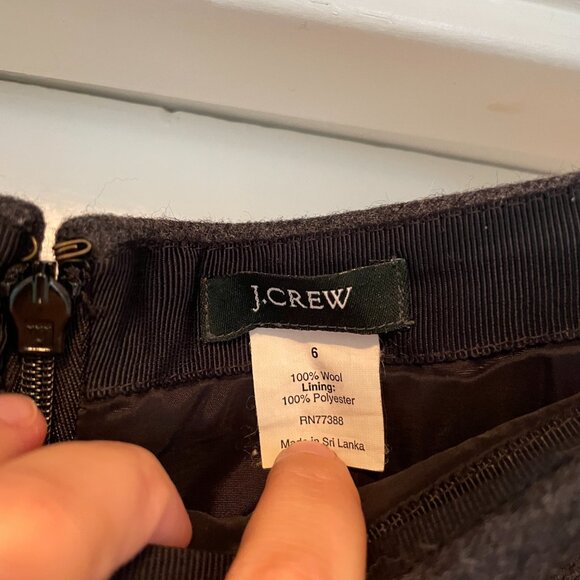 J.CREW
6
100% Wool
Lining:
100% Polyester
RN77388
Made in Sri Lanka